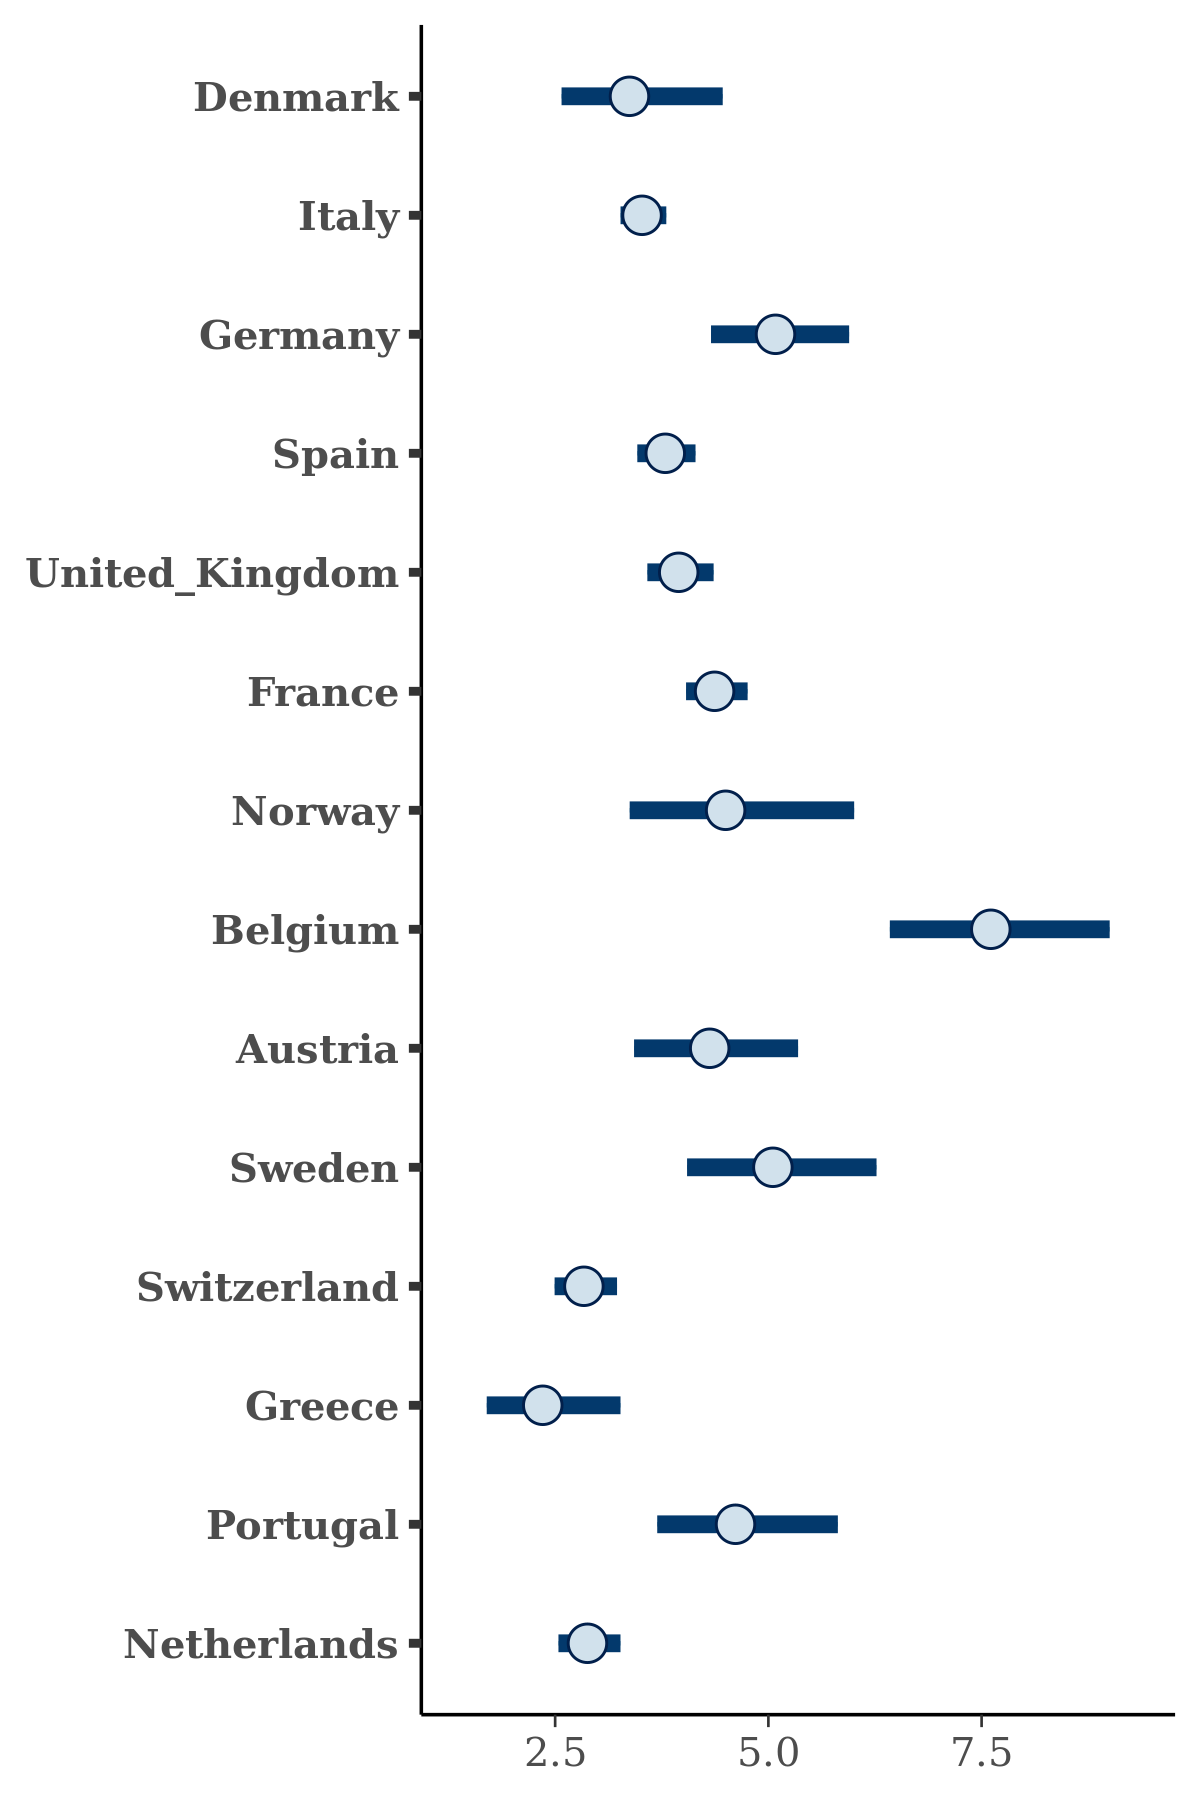 Denmark
Italy
Germany
Spain
United_Kingdom
France
Norway
Belgium
Austria
Sweden
Switzerland
Greece
Portugal
Netherlands
2.5 5.0 7.5